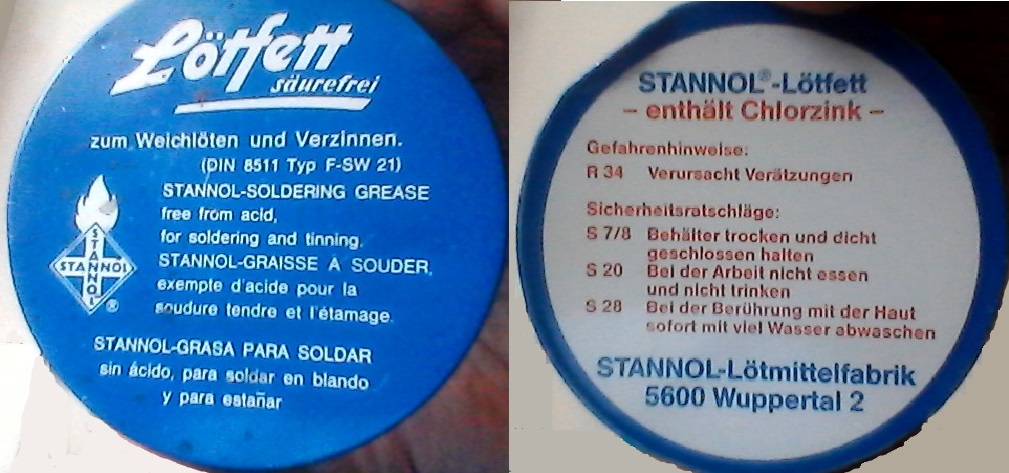 Lötfett
säurefrei
zum Weichlöten und Verzinnen.
(DIN 8511 Typ F-SW 21)
STANNOL-SOLDERING GREASE
free from acid,
for soldering and tinning.
STANNOL-GRAISSE A SOUDER,
exempte d'acide pour la
soudure tendre et l'étamage.
STANNOL
STANNOL
®
STANNOL-GRASA PARA SOLDAR
sin ácido, para soldar en blando
y para estañar
STANNOL®-Lötfett
– enthält Chlorzink –
Gefahrenhinweise:
R 34 Verursacht Verätzungen
Sicherheitsratschläge:
S 7/8 Behälter trocken und dicht
geschlossen halten
S 20 Bei der Arbeit nicht essen
und nicht trinken
S 28 Bei der Berührung mit der Haut
sofort mit viel Wasser abwaschen
STANNOL-Lötmittelfabrik
5600 Wuppertal 2